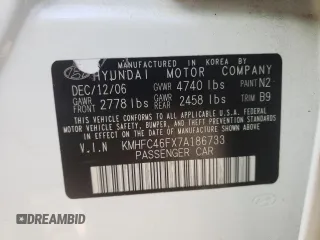 MANUFACTURED IN KOREA BY
HYUNDAI MOTOR COMPANY
DEC/12/06 GVWR 4740 lbs PAINT N2
GAWR FRONT 2778 lbs GAWR REAR 2458 lbs TRIM B9
THIS VEHICLE CONFORMS TO ALL APPLICABLE
U.S.A. FEDERAL MOTOR VEHICLE SAFETY, BUMPER,
AND THEFT PREVENTION STANDARDS
IN EFFECT ON THE DATE OF MANUFACTURE SHOWN ABOVE.
V.I.N KMHFC46FX7A186733
PASSENGER CAR
DREAMBID